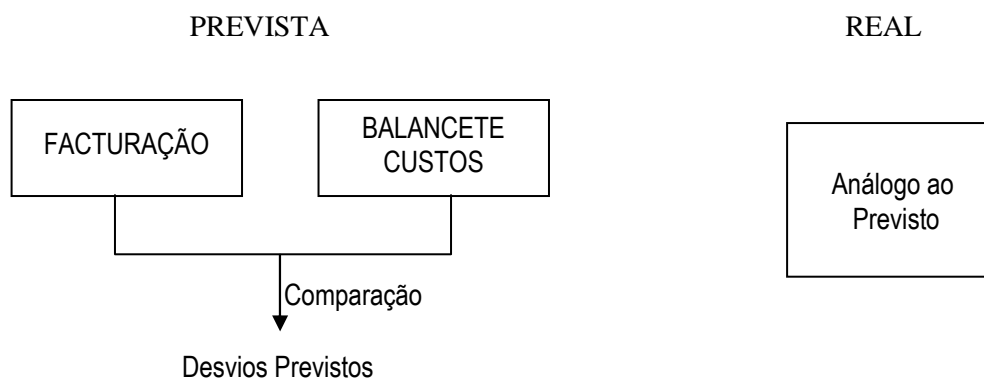 PREVISTA
REAL
FACTURAÇÃO
BALANCETE
CUSTOS
Análogo ao
Previsto
Comparação
Desvios Previstos